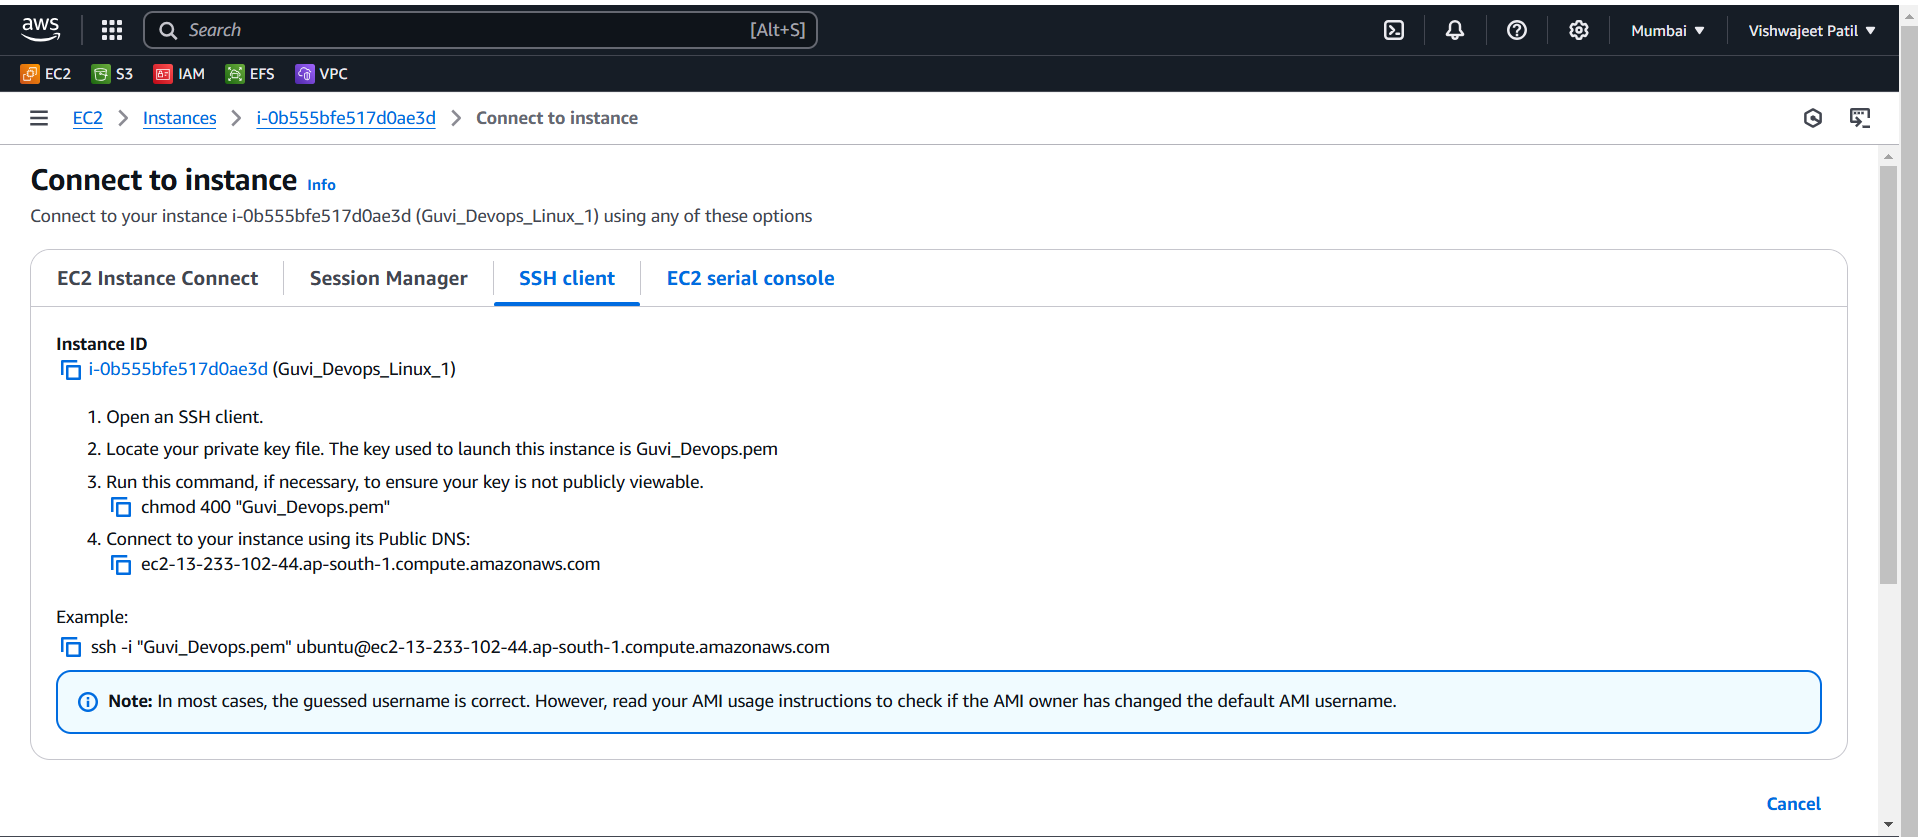 aws Search [Alt+S] Mumbai Vishwajeet Patil
EC2 S3 IAM EFS VPC
EC2 Instances i-0b555bfe517d0ae3d Connect to instance
Connect to instance Info
Connect to your instance i-0b555bfe517d0ae3d (Guvi_Devops_Linux_1) using any of these options
EC2 Instance Connect Session Manager SSH client EC2 serial console
Instance ID
i-0b555bfe517d0ae3d (Guvi_Devops_Linux_1)
1. Open an SSH client.
2. Locate your private key file. The key used to launch this instance is Guvi_Devops.pem
3. Run this command, if necessary, to ensure your key is not publicly viewable.
chmod 400 "Guvi_Devops.pem"
4. Connect to your instance using its Public DNS:
ec2-13-233-102-44.ap-south-1.compute.amazonaws.com
Example:
ssh -i "Guvi_Devops.pem" ubuntu@ec2-13-233-102-44.ap-south-1.compute.amazonaws.com
Note: In most cases, the guessed username is correct. However, read your AMI usage instructions to check if the AMI owner has changed the default AMI username.
Cancel